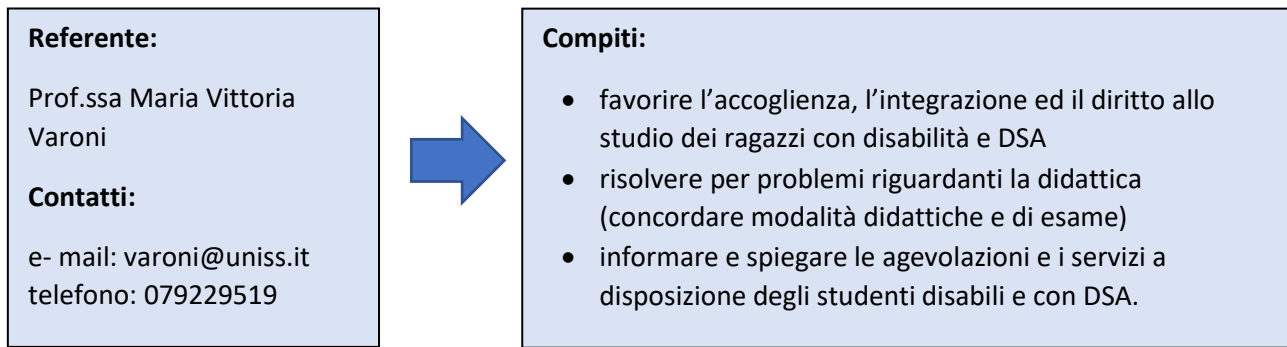 Referente:
Prof.ssa Maria Vittoria
Varoni
Contatti:
e- mail: varoni@uniss.it
telefono: 079229519
Compiti:
• favorire l’accoglienza, l’integrazione ed il diritto allo
studio dei ragazzi con disabilità e DSA
• risolvere per problemi riguardanti la didattica
(concordare modalità didattiche e di esame)
• informare e spiegare le agevolazioni e i servizi a
disposizione degli studenti disabili e con DSA.